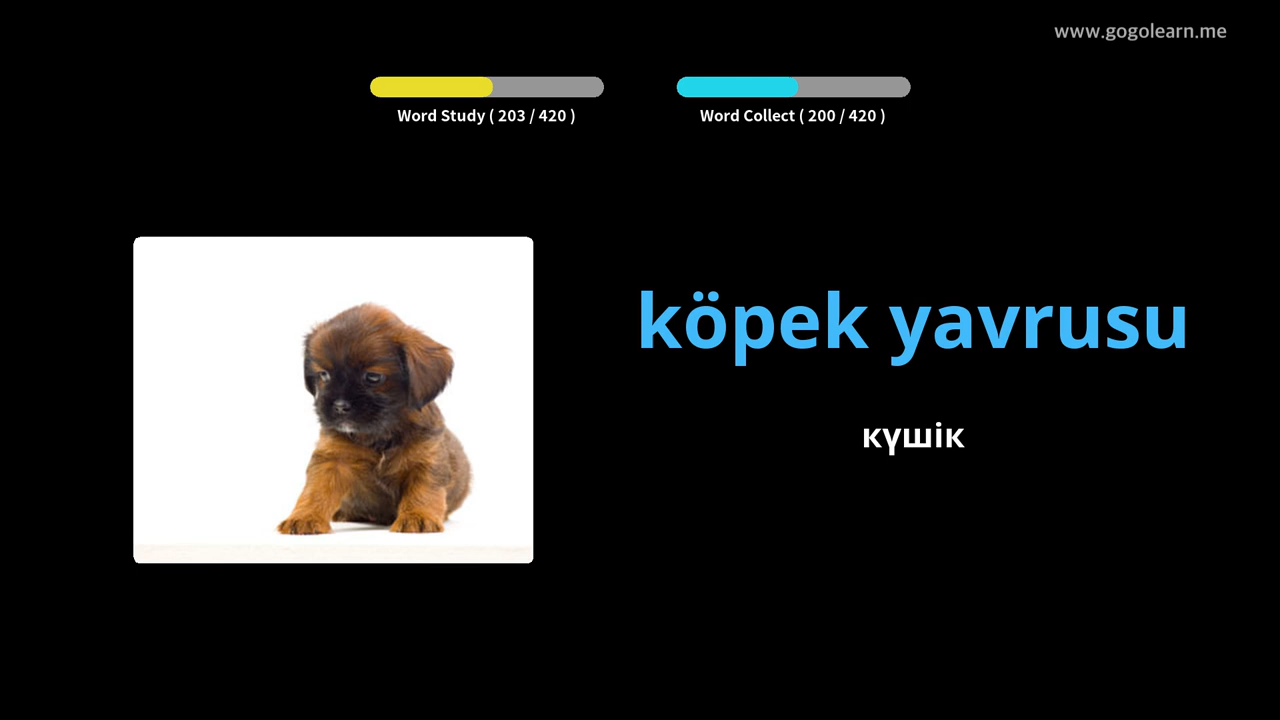 www.gogolearn.me
Word Study ( 203 / 420 )
Word Collect ( 200 / 420 )
köpek yavrusu
күшік